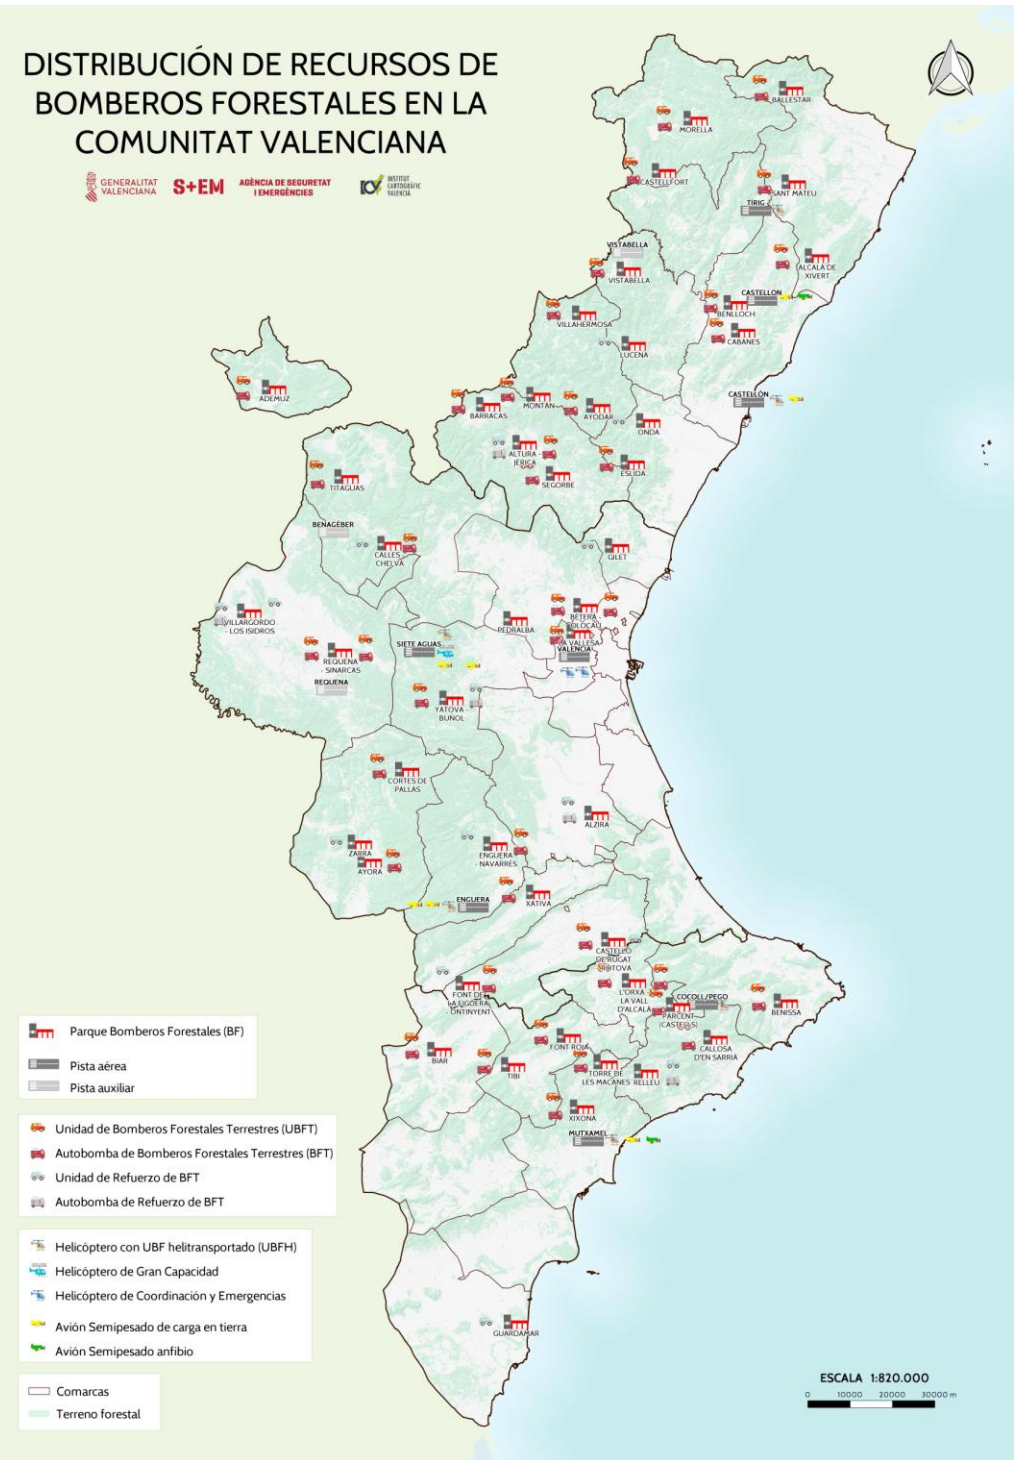 DISTRIBUCIÓN DE RECURSOS DE
BOMBEROS FORESTALES EN LA
COMUNITAT VALENCIANA
GENERALITAT
VALENCIANA
S+EM
AGÈNCIA DE SEGURETAT
I EMERGÈNCIES
ICV
INSTITUT
CARTOGRÀFIC
VALENCIÀ
BALLESTAR
MORELLA
CASTELLFORT
SANT MATEU
TIRIG
VISTABELLA
VISTABELLA
ALCALÀ DE
XIVERT
CASTELLON
BENLLOCH
VILLAHERMOSA
CABANES
LUCENA
ADEMUZ
CASTELLÓN
MONTÁN
BARRACAS
AYODAR
ONDA
ALTURA -
JÉRICA
ESLIDA
SEGORBE
TITAGUAS
BENAGÉBER
CALLES -
CHELVA
GILET
VILLARGORDO
- LOS ISIDROS
BÉTERA -
OLOCAU
PEDRALBA
LA VALLESA
VALENCIA
SIETE AGUAS
REQUENA
- SINARCAS
REQUENA
YATOVA -
BUÑOL
CORTES DE
PALLAS
ALZIRA
ZARRA
AYORA
ENGUERA
- NAVARRÉS
ENGUERA
XÀTIVA
CASTELLÓ
DE RUGAT
- RÓTOVA
FONT DE
LA FIGUERA
- ONTINYENT
L'ORXA -
LA VALL
D'ALCALÀ
COCOLL/PEGO
PARCENT
(CASTELLS)
BENISSA
FONT ROJA
CALLOSA
D'EN SARRIÀ
BIAR
TIBI
TORRE DE
LES MAÇANES
RELLEU
XIXONA
MUTXAMEL
GUARDAMAR
Parque Bomberos Forestales (BF)
Pista aérea
Pista auxiliar
Unidad de Bomberos Forestales Terrestres (UBFT)
Autobomba de Bomberos Forestales Terrestres (BFT)
Unidad de Refuerzo de BFT
Autobomba de Refuerzo de BFT
Helicóptero con UBF helitransportado (UBFH)
Helicóptero de Gran Capacidad
Helicóptero de Coordinación y Emergencias
Avión Semipesado de carga en tierra
Avión Semipesado anfibio
Comarcas
Terreno forestal
ESCALA 1:820.000
0 10000 20000 30000 m